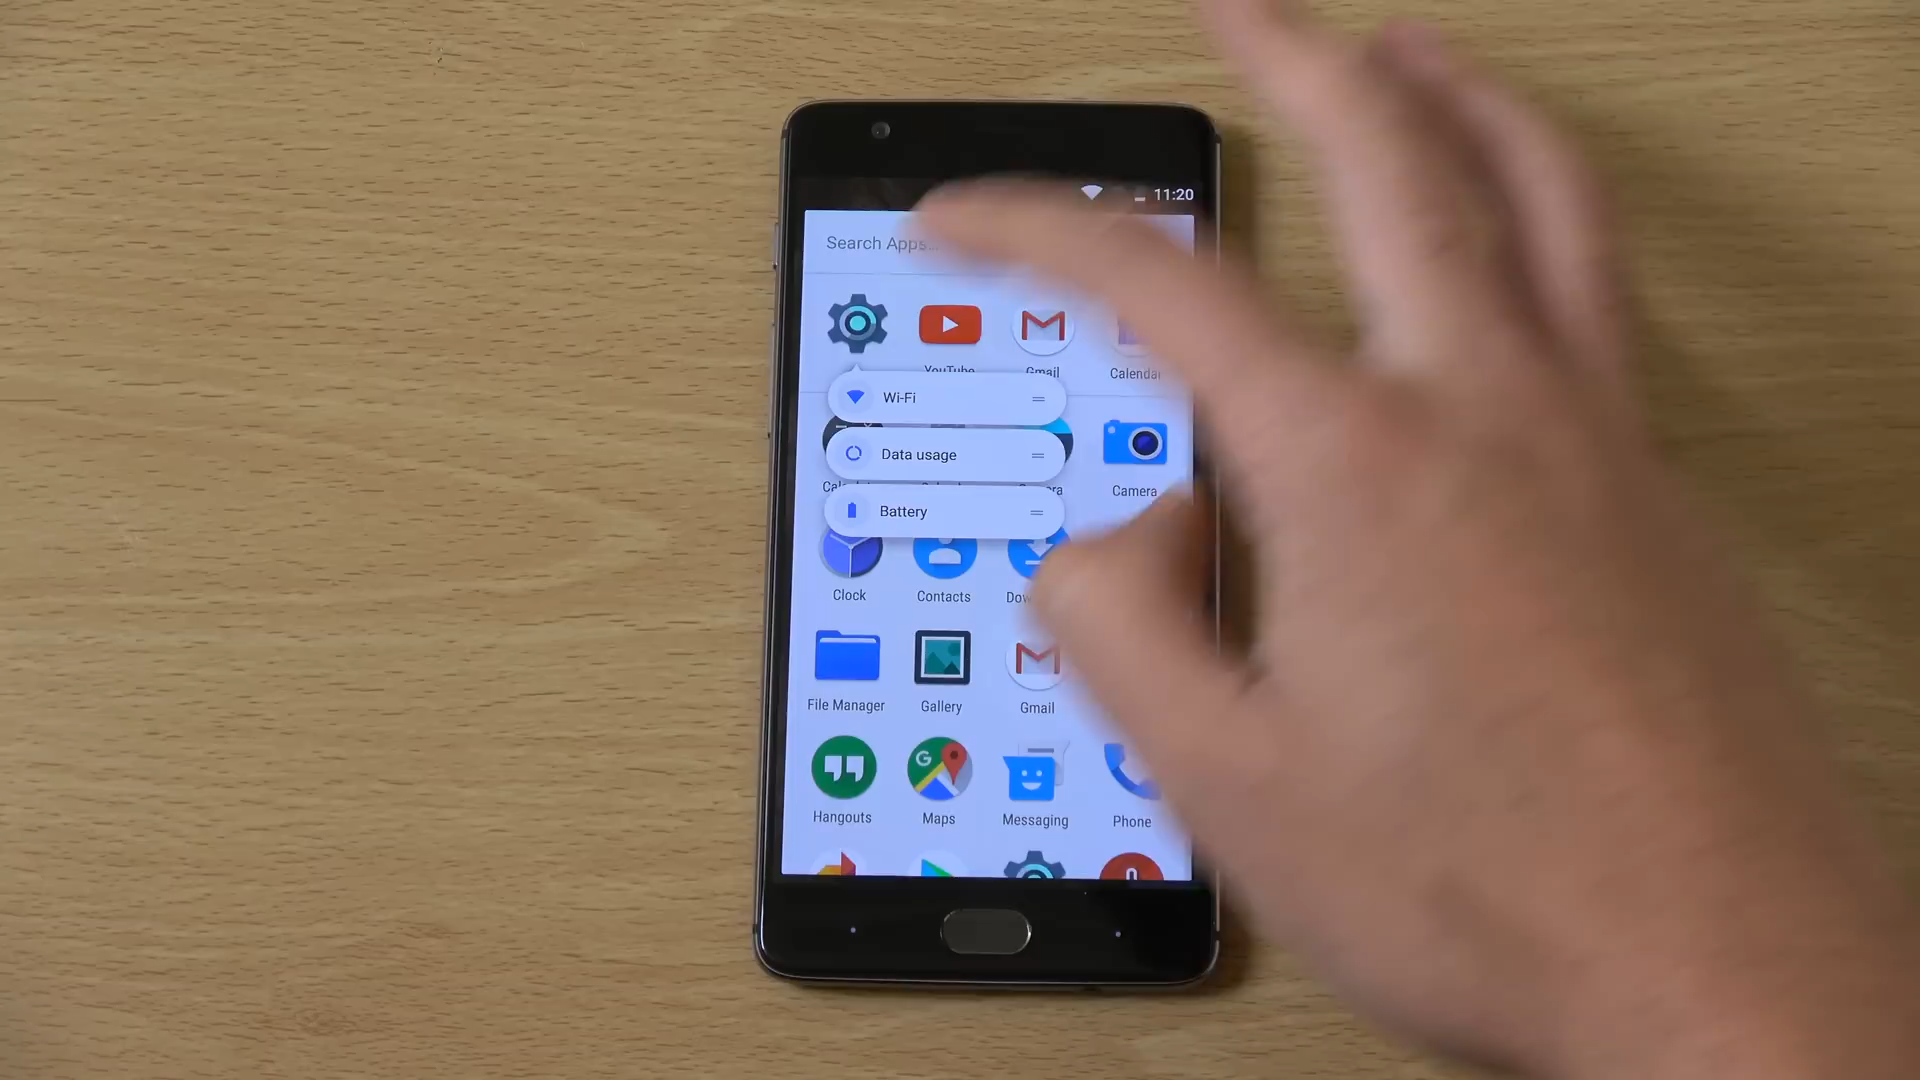 11:20
Search Apps...
YouTube
Gmail
Calendar
Wi-Fi
Data usage
Camera
Battery
Clock
Contacts
File Manager
Gallery
Gmail
Hangouts
Maps
Messaging
Phone